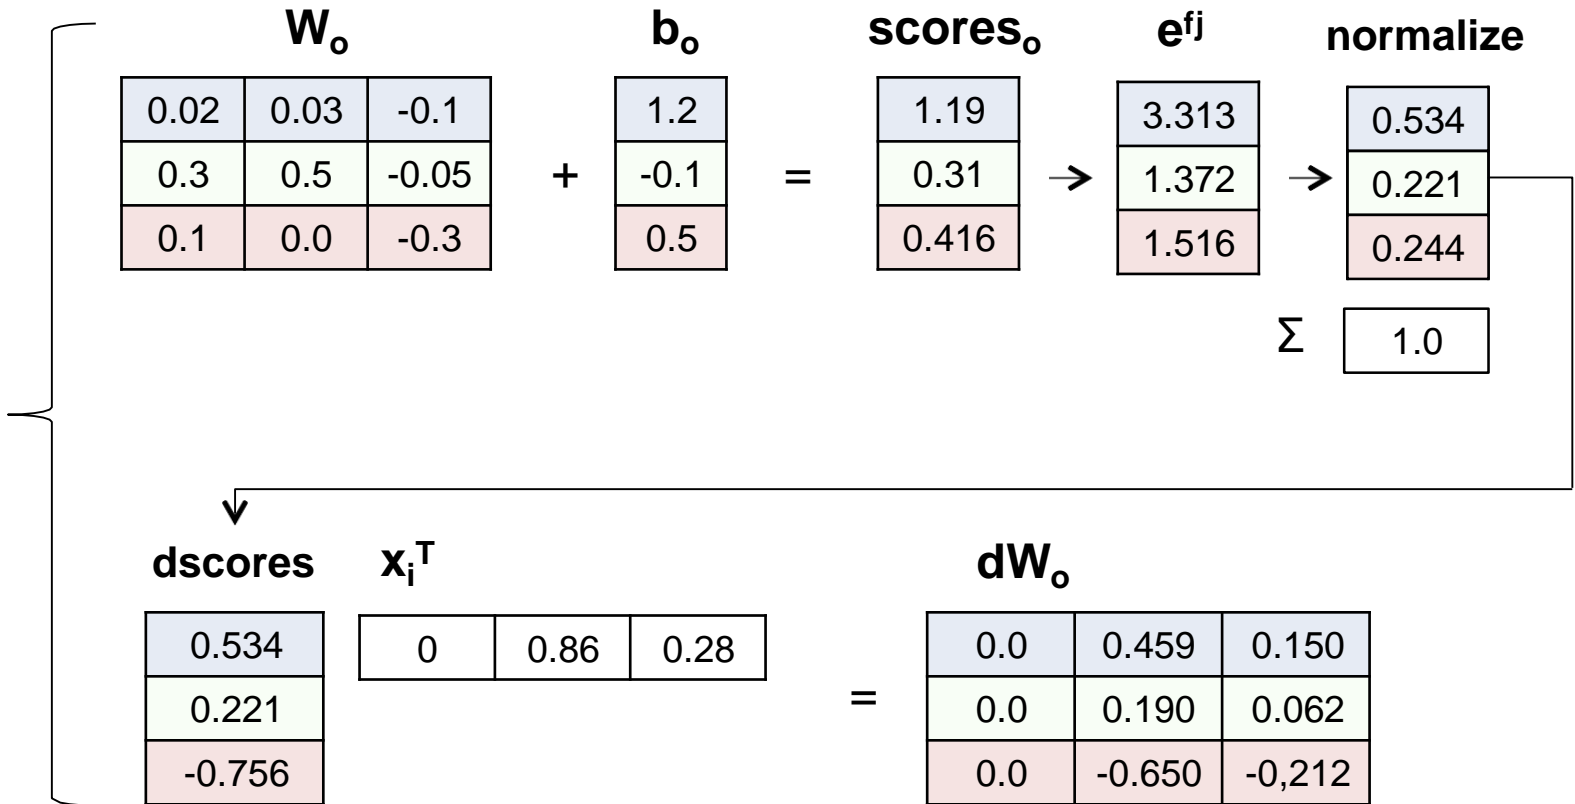 Wₒ bₒ scoresₒ e^fj normalize
0.02 0.03 -0.1 1.2 1.19 3.313 0.534
0.3 0.5 -0.05 + -0.1 = 0.31 → 1.372 → 0.221
0.1 0.0 -0.3 0.5 0.416 1.516 0.244
Σ 1.0
dscores xᵢᵀ dWₒ
0.534 0 0.86 0.28 0.0 0.459 0.150
0.221 = 0.0 0.190 0.062
-0.756 0.0 -0.650 -0,212